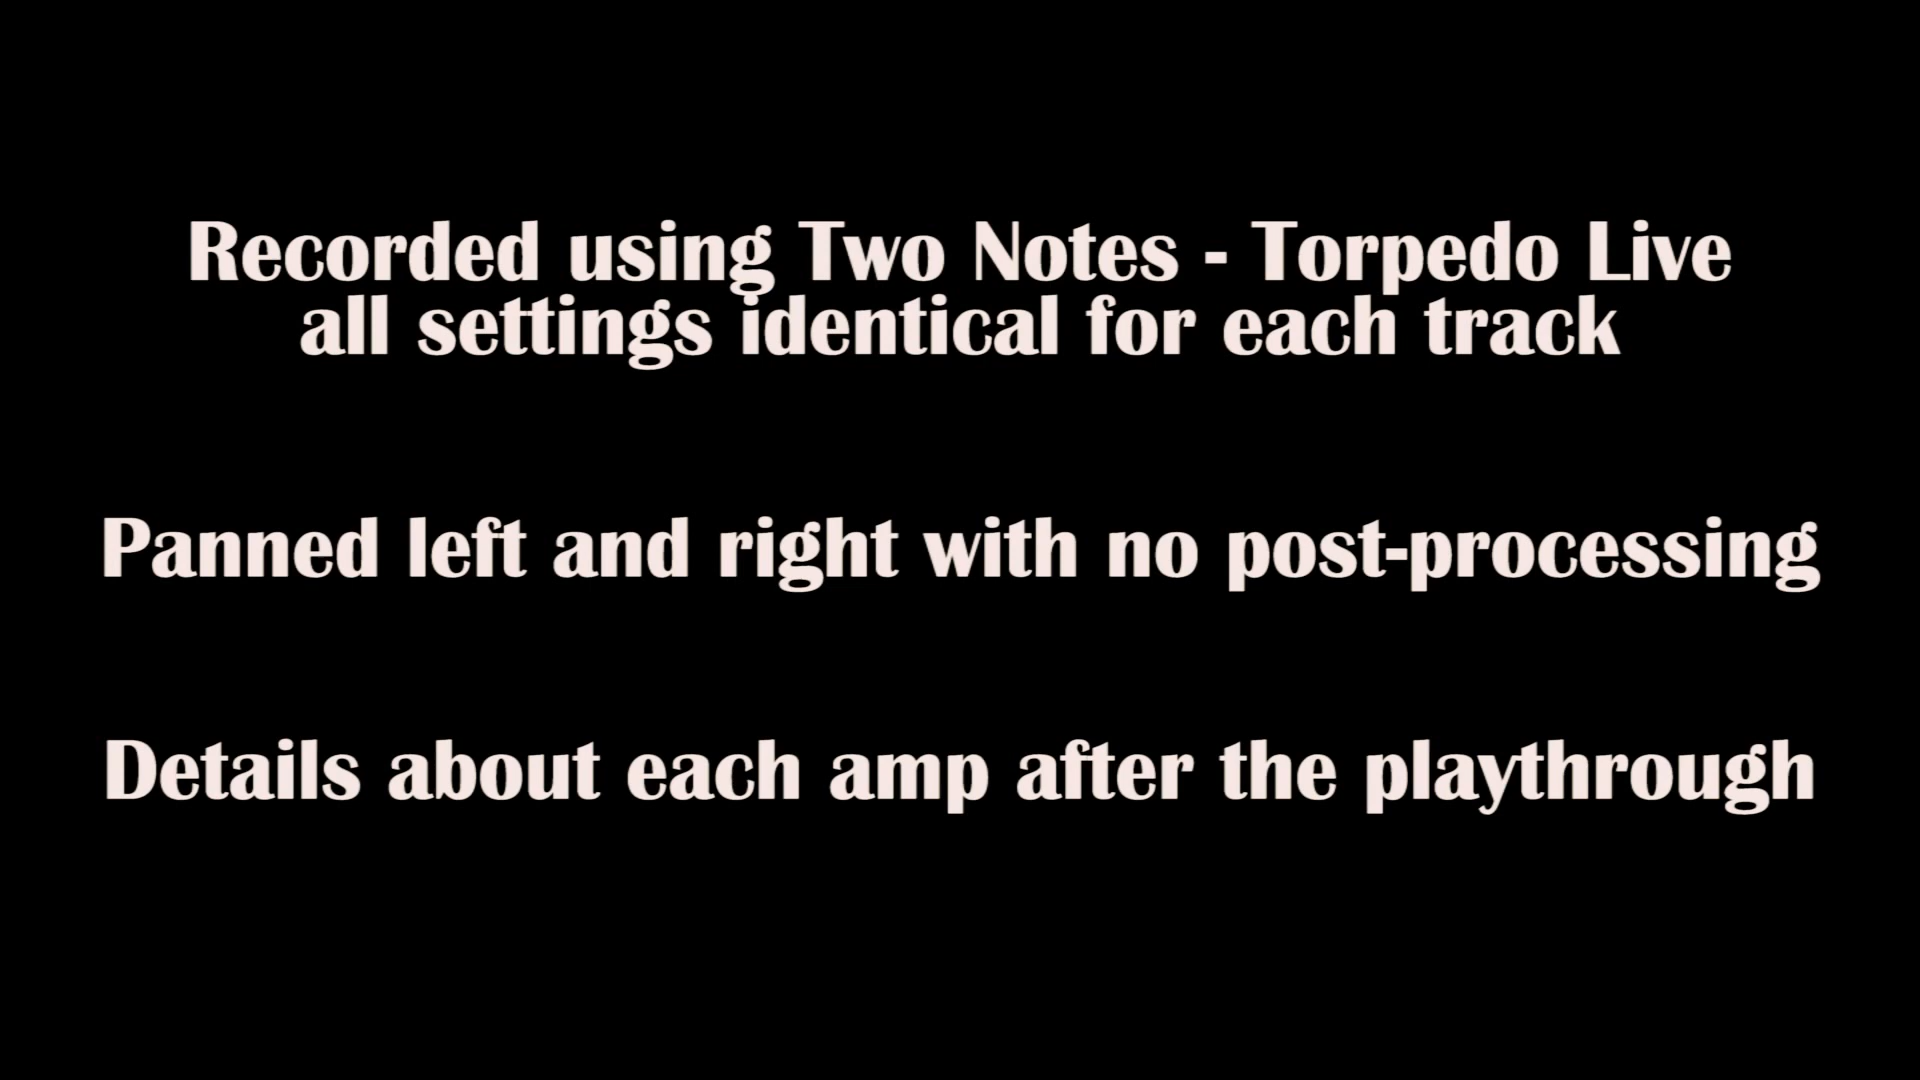 Recorded using Two Notes - Torpedo Live
all settings identical for each track
Panned left and right with no post-processing
Details about each amp after the playthrough